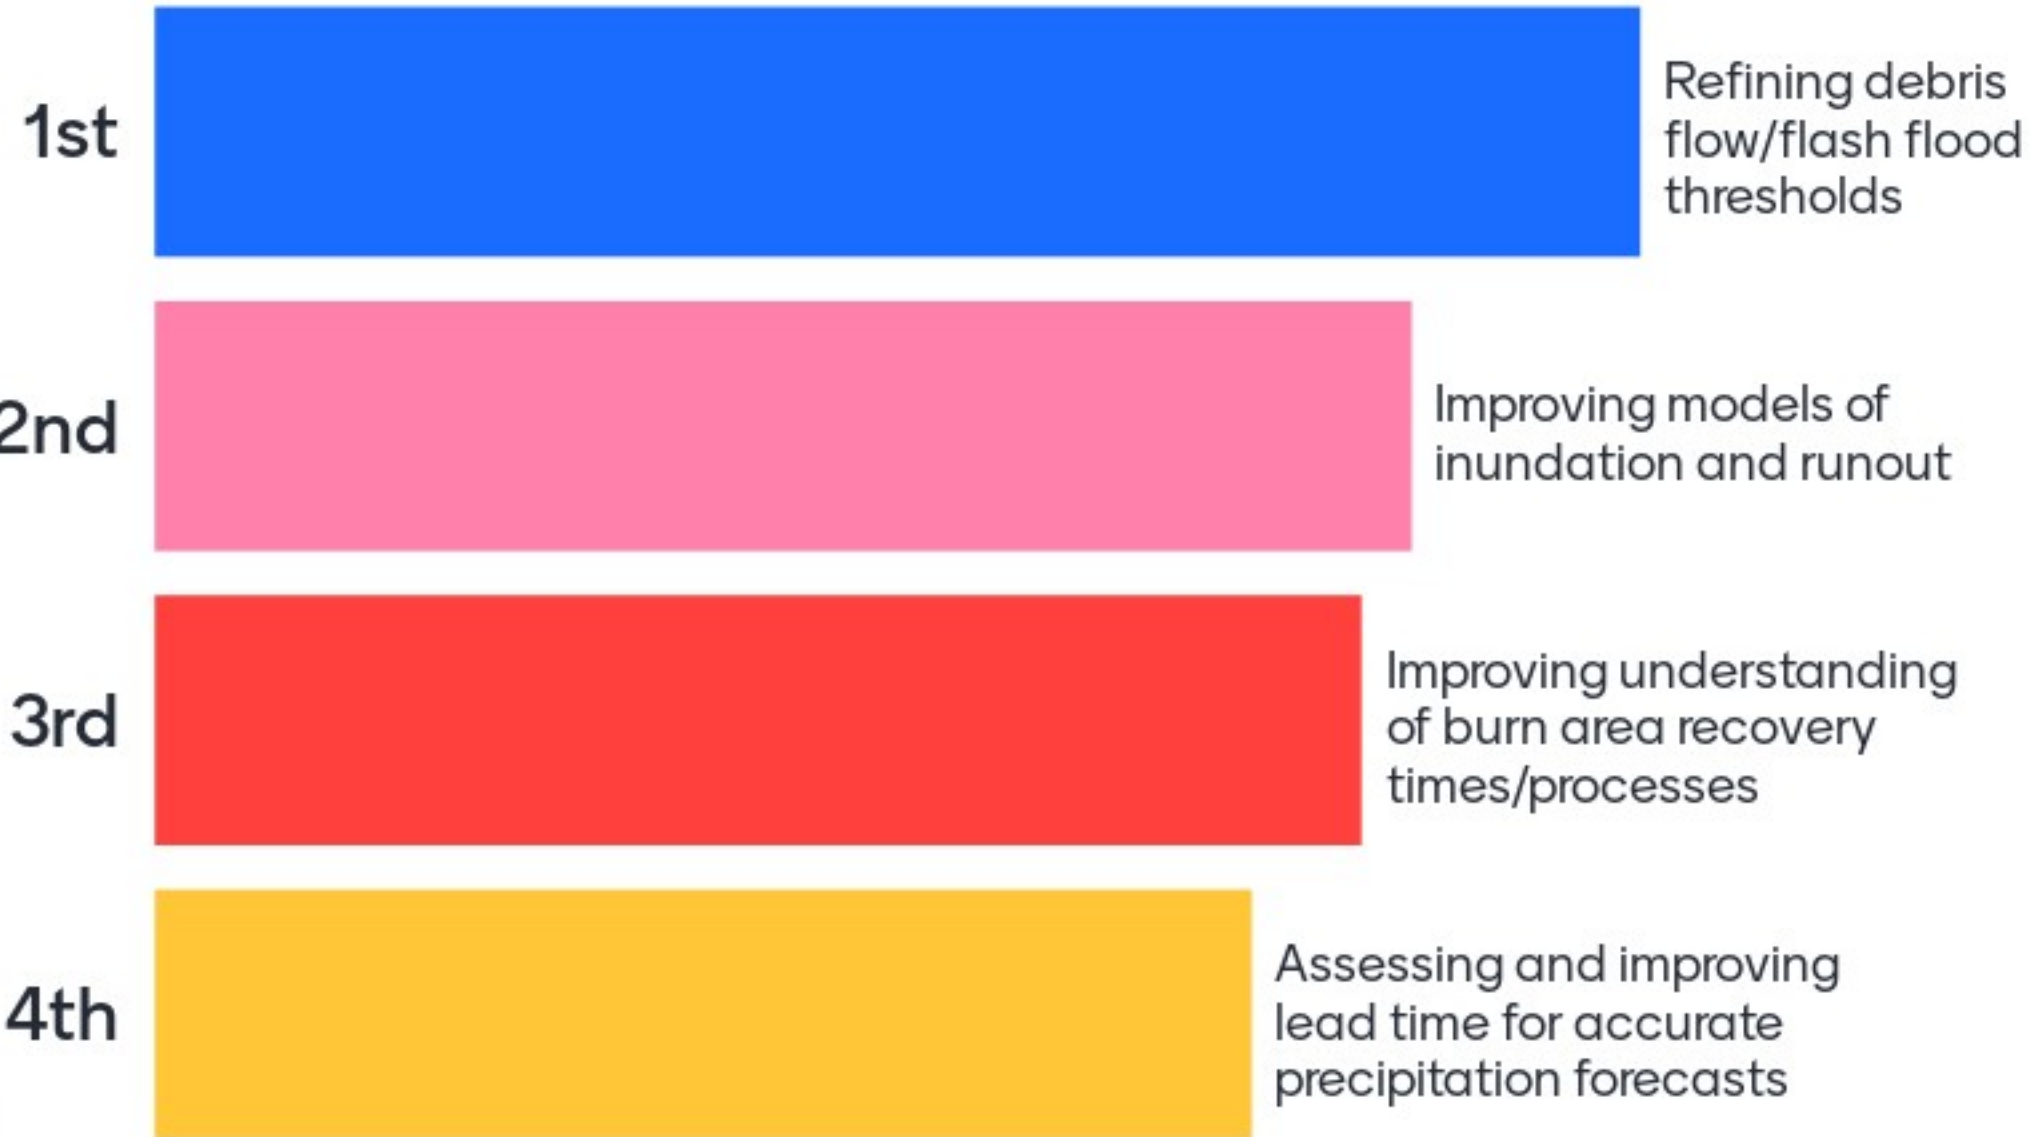 1st
Refining debris
flow/flash flood
thresholds
2nd
Improving models of
inundation and runout
3rd
Improving understanding
of burn area recovery
times/processes
4th
Assessing and improving
lead time for accurate
precipitation forecasts